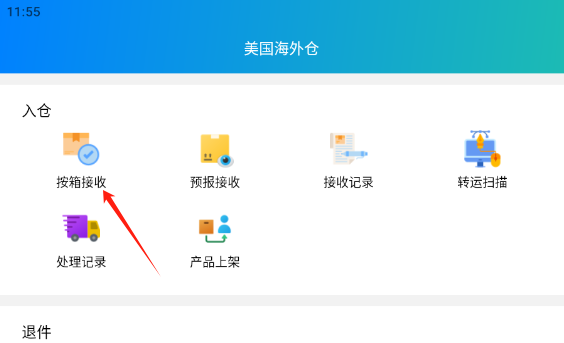 11:55
美国海外仓
入仓
按箱接收 预报接收 接收记录 转运扫描
处理记录 产品上架
退件